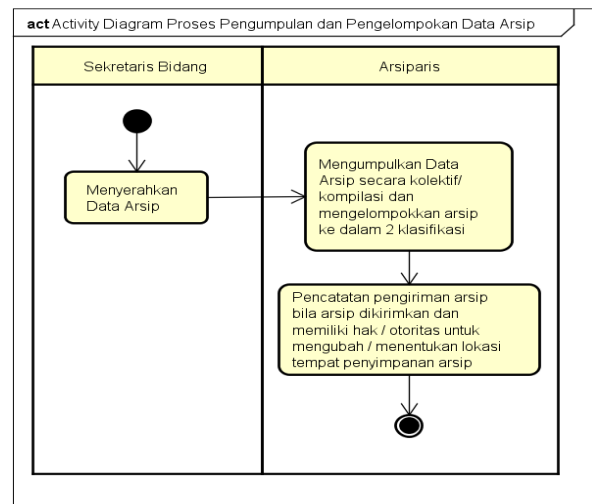 act Activity Diagram Proses Pengumpulan dan Pengelompokan Data Arsip
Sekretaris Bidang
Arsiparis
Menyerahkan
Data Arsip
Mengumpulkan Data
Arsip secara kolektif/
kompilasi dan
mengelompokkan arsip
ke dalam 2 klasifikasi
Pencatatan pengiriman arsip
bila arsip dikirimkan dan
memiliki hak / otoritas untuk
mengubah / menentukan lokasi
tempat penyimpanan arsip